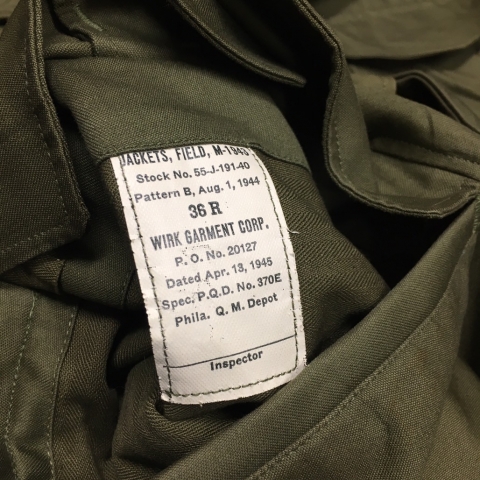 JACKETS, FIELD, M-1943
Stock No. 55-J-191-40
Pattern B, Aug. 1, 1944
36 R
WIRK GARMENT CORP.
P. O. No. 20127
Dated Apr. 13, 1945
Spec. P.Q.D. No. 370E
Phila. Q. M. Depot
Inspector